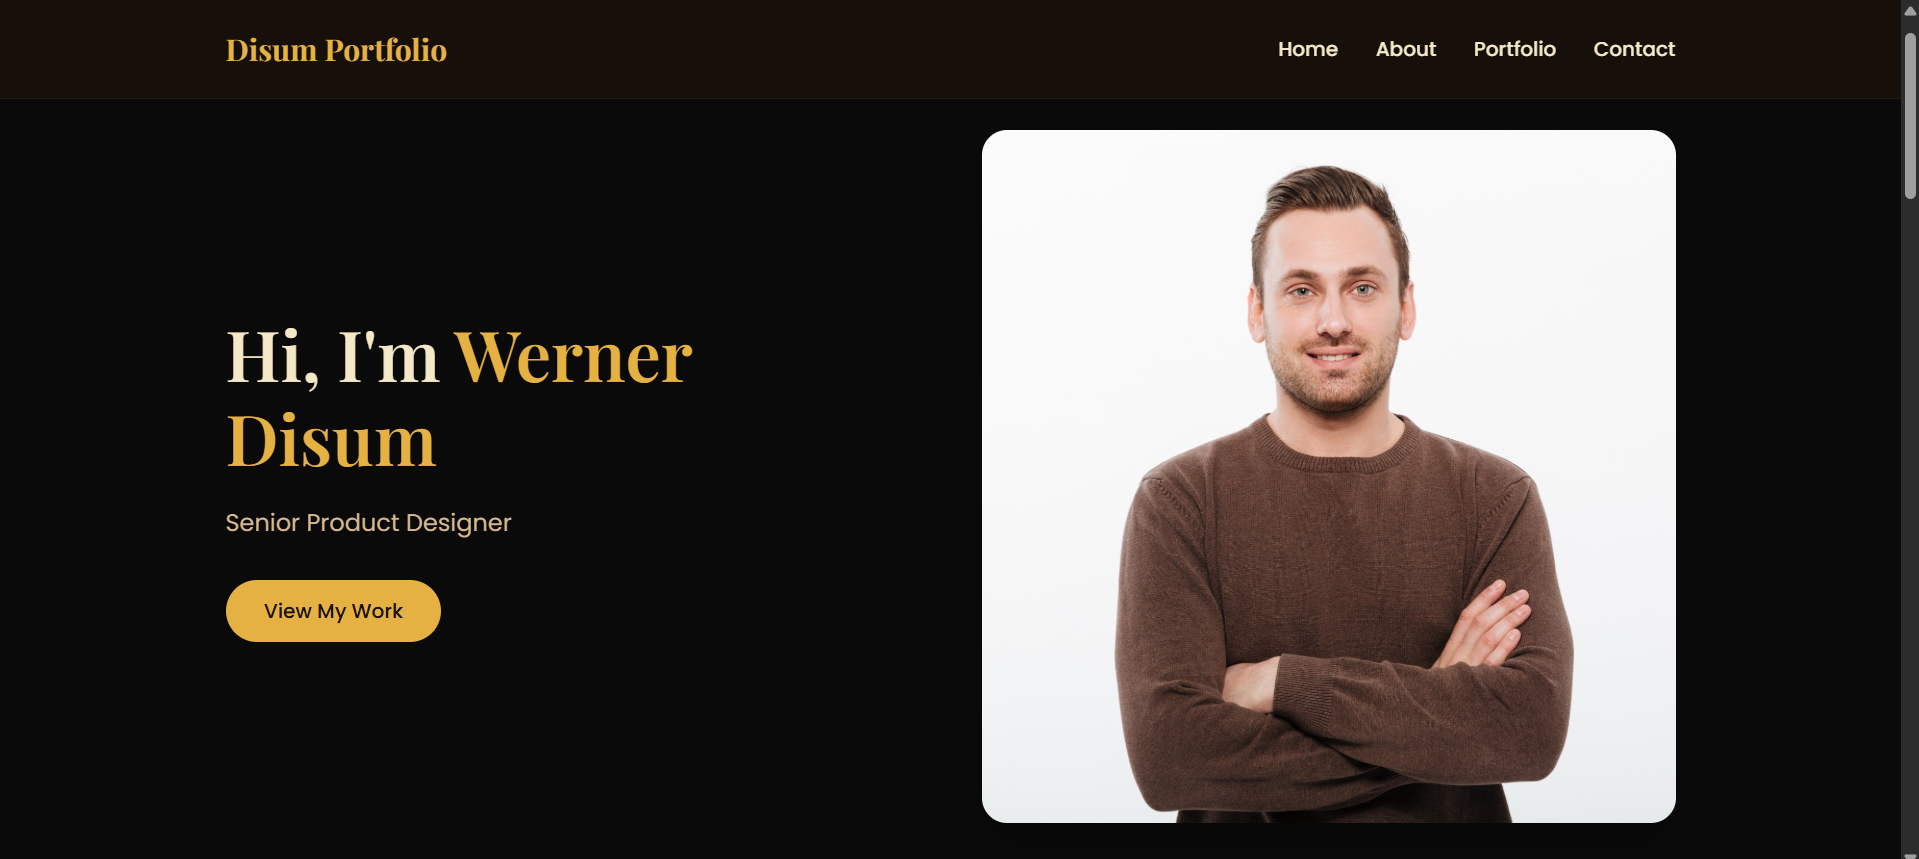 Disum Portfolio
Home About Portfolio Contact
Hi, I'm Werner
Disum
Senior Product Designer
View My Work